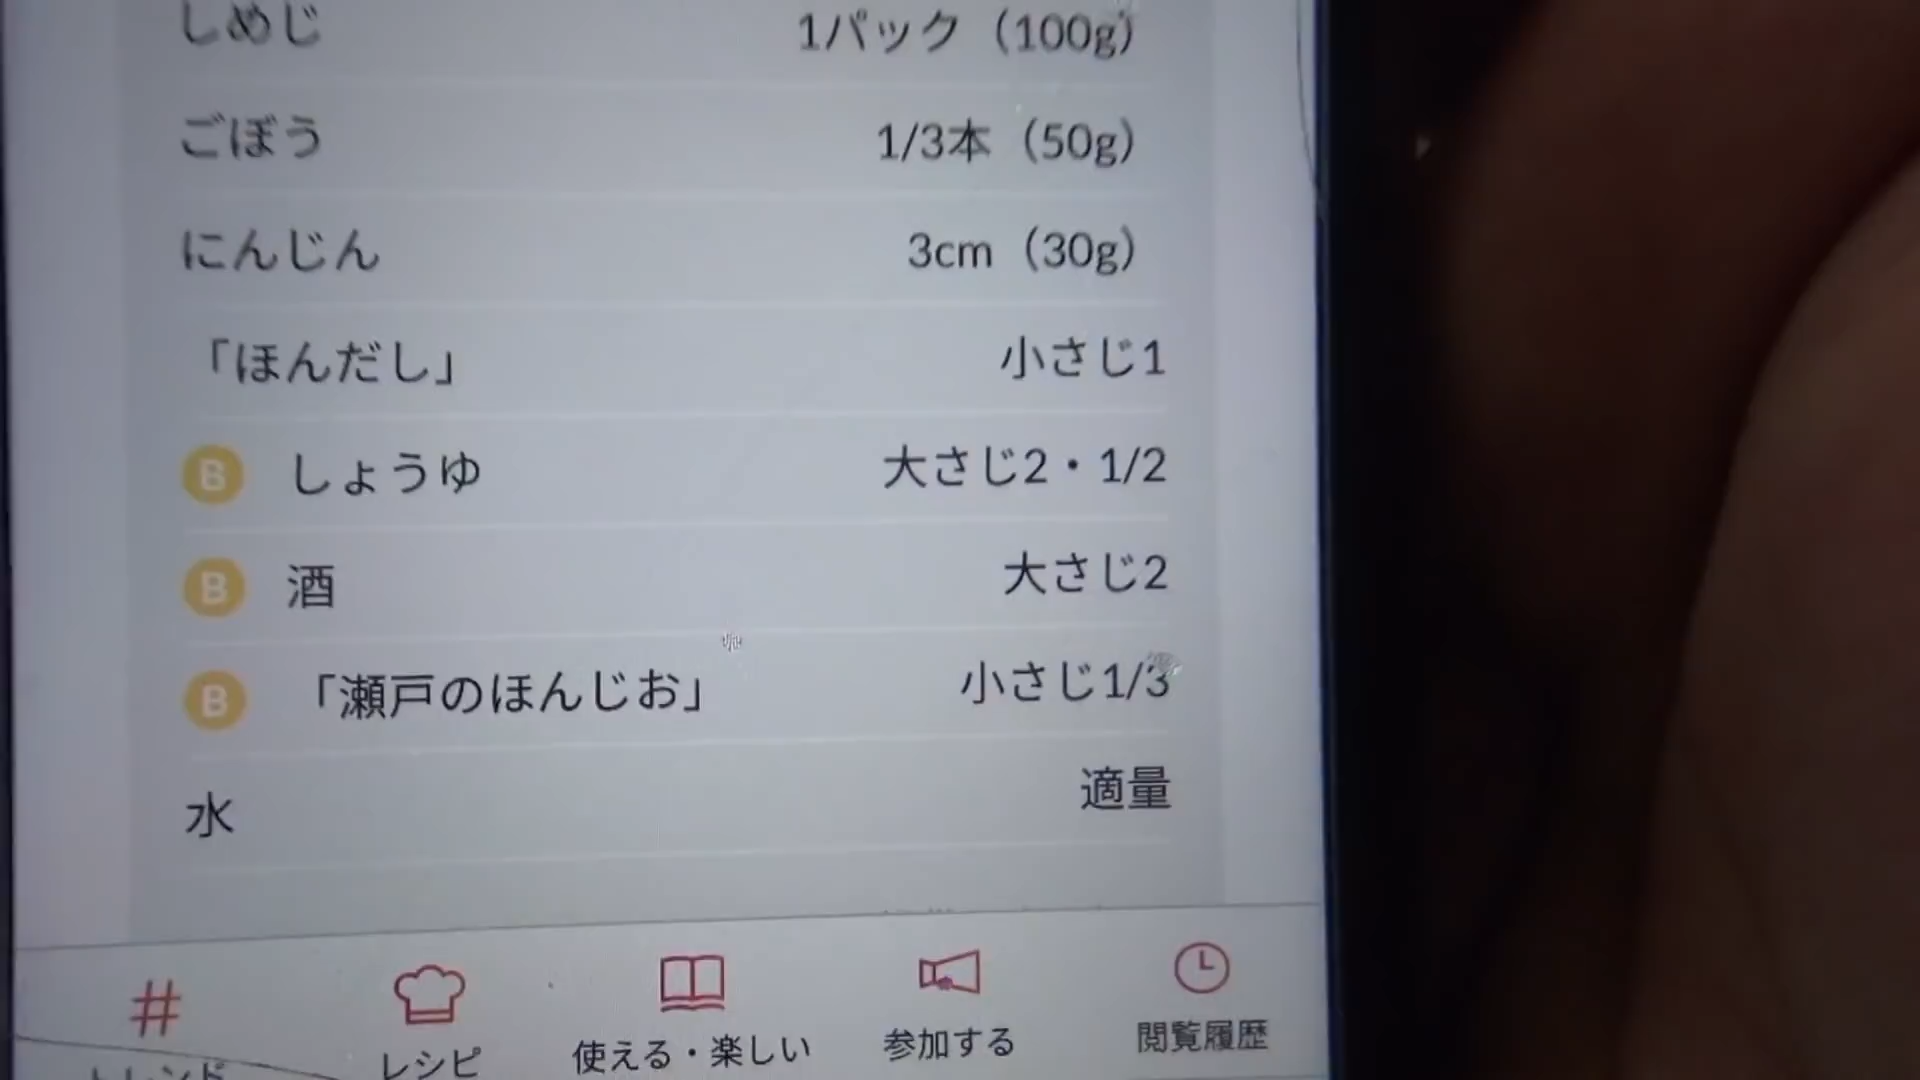 しめじ 1パック（100g）
ごぼう 1/3本（50g）
にんじん 3cm（30g）
「ほんだし」 小さじ1
B しょうゆ 大さじ2・1/2
B 酒 大さじ2
B 「瀬戸のほんじお」 小さじ1/3
水 適量
トレンド レシピ 使える・楽しい 参加する 閲覧履歴